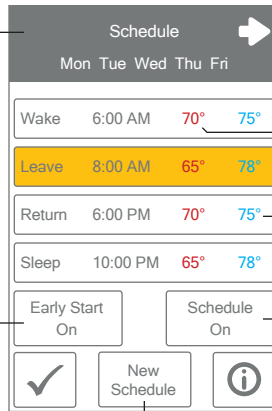 Schedule
Mon Tue Wed Thu Fri
Wake 6:00 AM 70° 75°
Leave 8:00 AM 65° 78°
Return 6:00 PM 70° 75°
Sleep 10:00 PM 65° 78°
Early Start Schedule
On On
New
Schedule